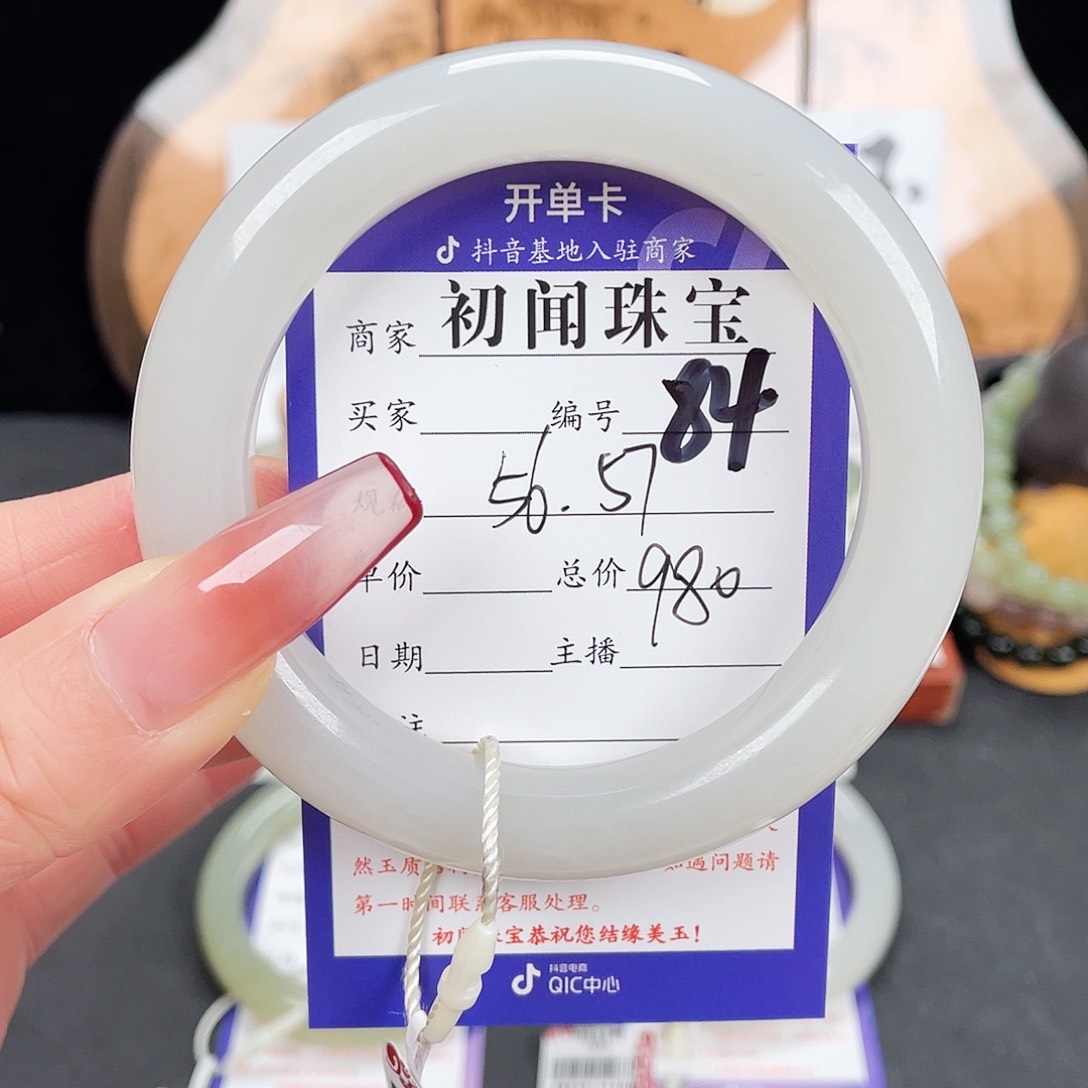 开单卡
抖音基地入驻商家
商家 初闻珠宝
买家 编号 84
56.57
单价 总价 980
日期 主播
注
然玉质 如遇问题请
第一时间联系客服处理。
初 宝恭祝您结缘美玉!
抖音电商
QIC中心